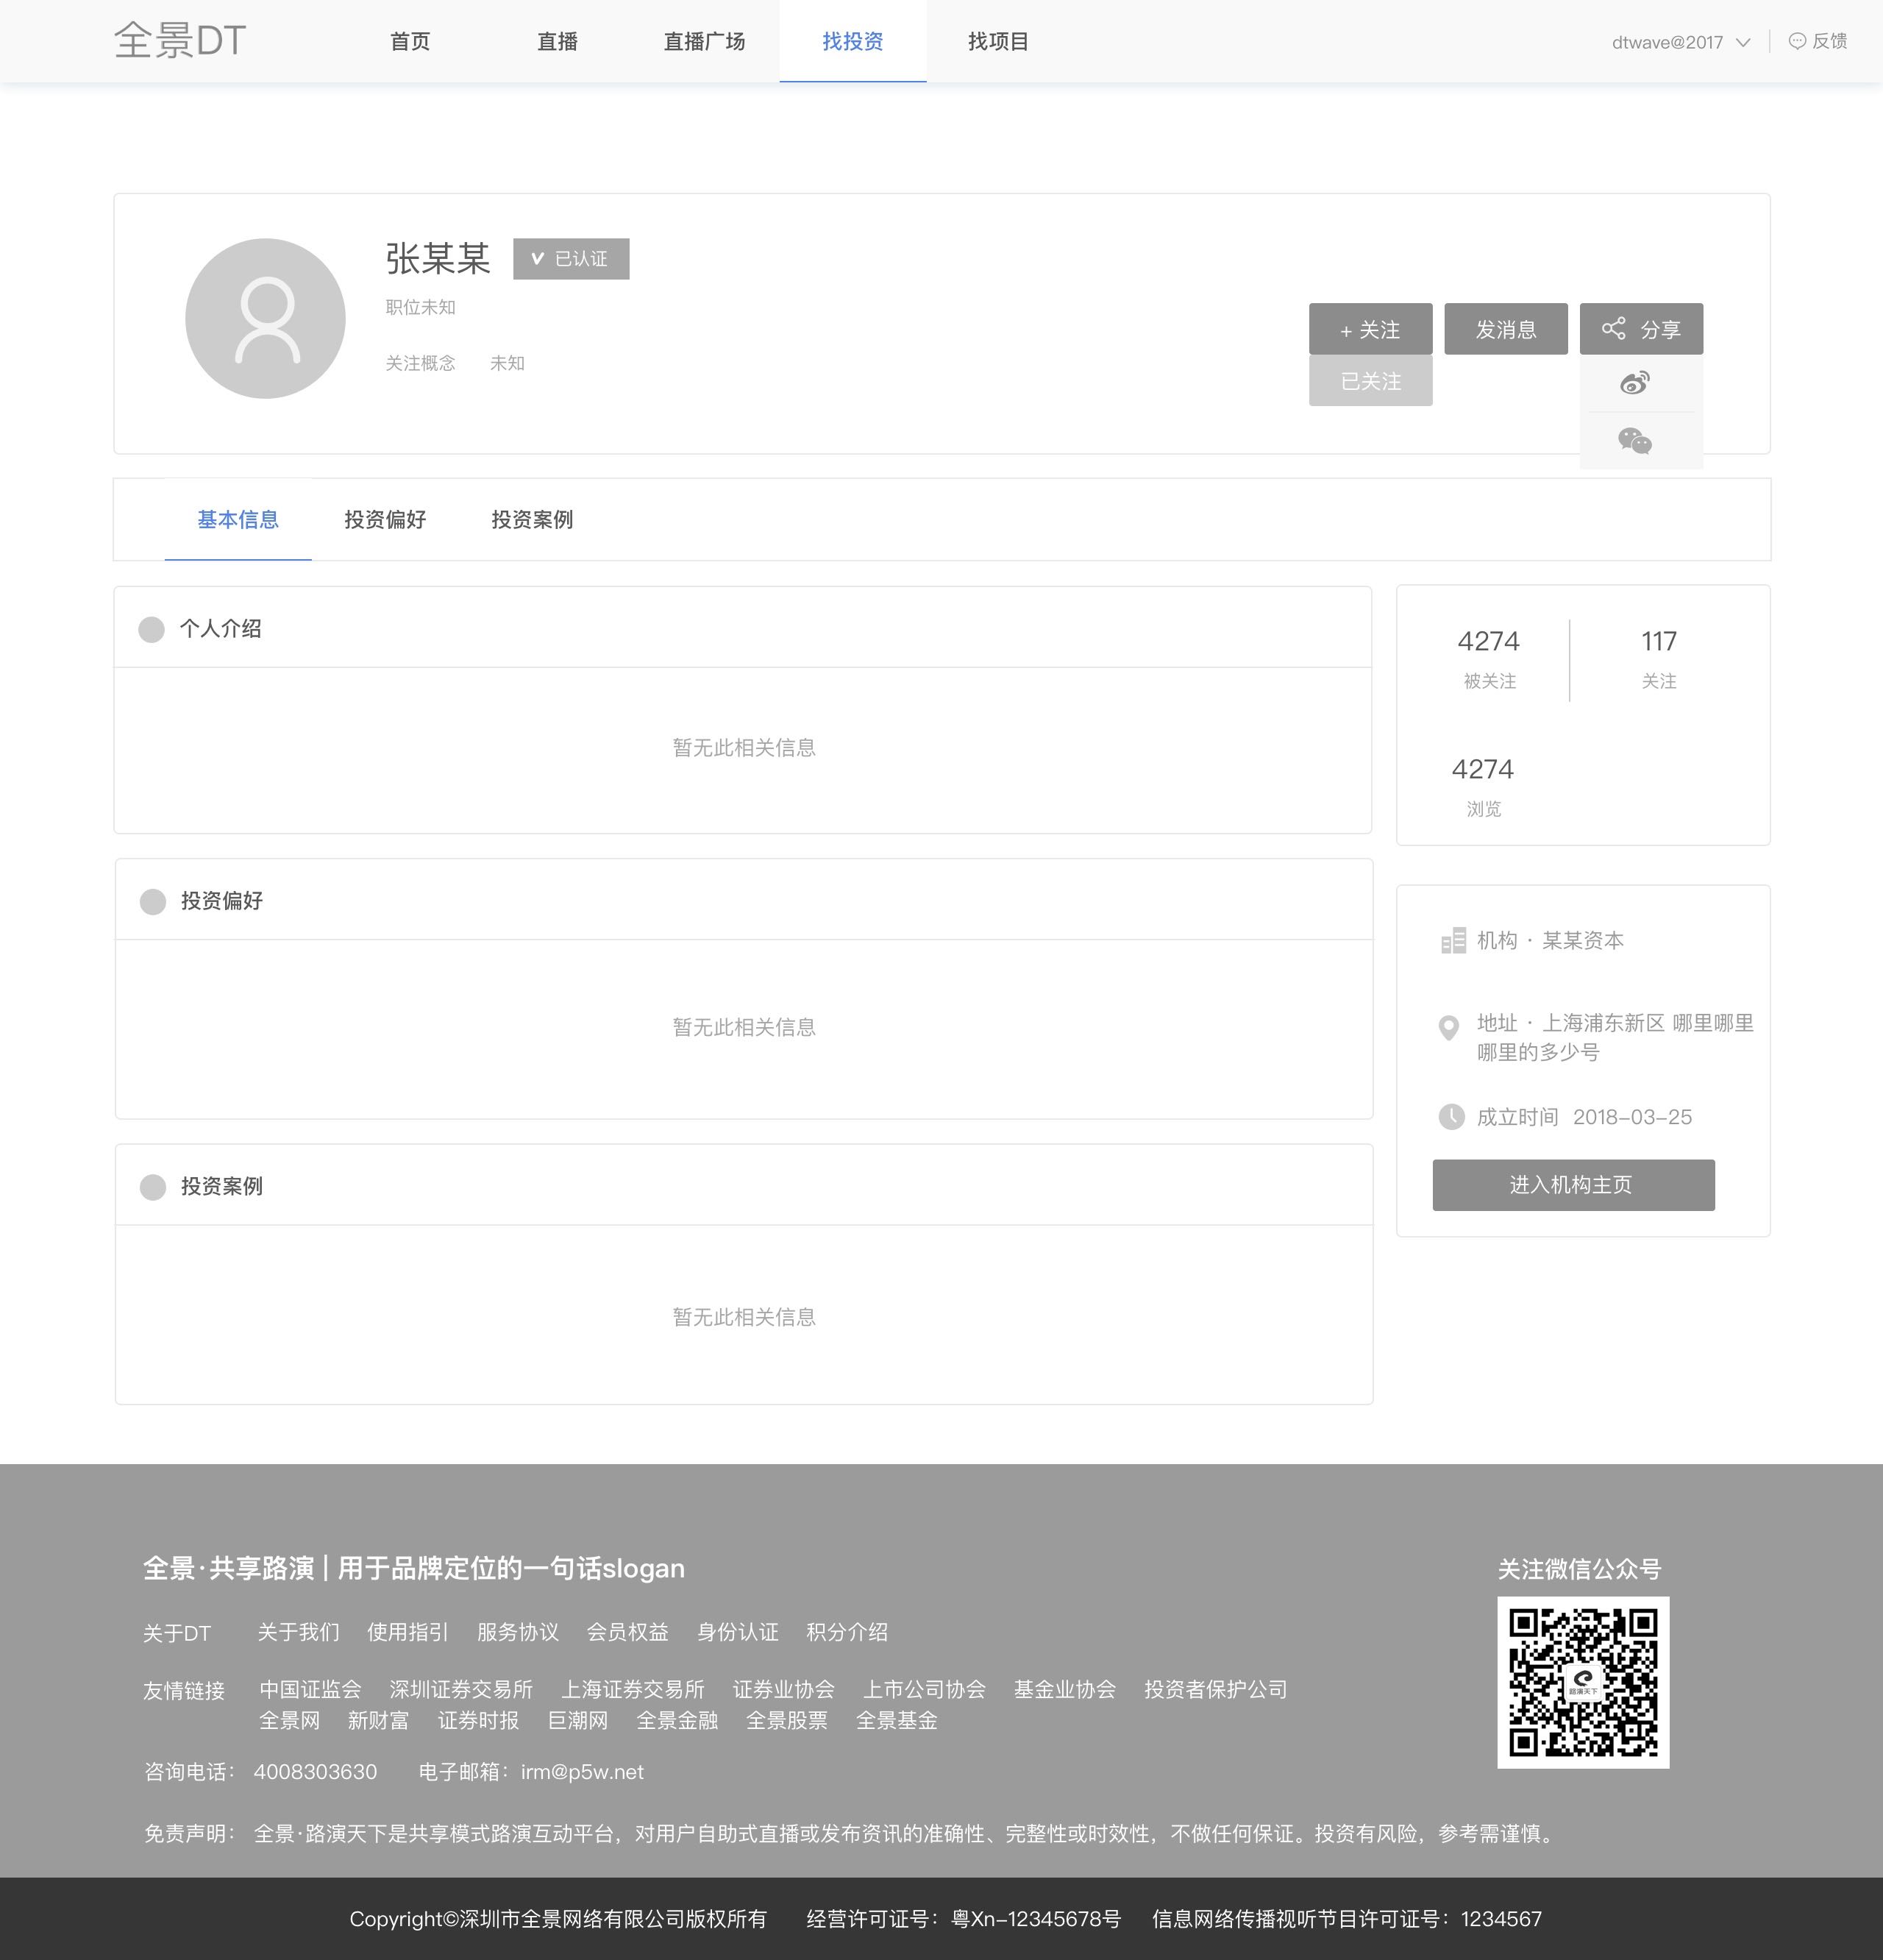 全景DT 首页 直播 直播广场 找投资 找项目 dtwave@2017 反馈
张某某 已认证
职位未知
关注概念 未知
+ 关注 发消息 分享
已关注
基本信息 投资偏好 投资案例
个人介绍
暂无此相关信息
4274 117
被关注 关注
4274
浏览
投资偏好
暂无此相关信息
机构 · 某某资本
地址 · 上海浦东新区 哪里哪里
哪里的多少号
成立时间 2018-03-25
进入机构主页
投资案例
暂无此相关信息
全景·共享路演 | 用于品牌定位的一句话slogan
关于DT 关于我们 使用指引 服务协议 会员权益 身份认证 积分介绍
友情链接 中国证监会 深圳证券交易所 上海证券交易所 证券业协会 上市公司协会 基金业协会 投资者保护公司
全景网 新财富 证券时报 巨潮网 全景金融 全景股票 全景基金
咨询电话： 4008303630 电子邮箱：irm@p5w.net
关注微信公众号
路演天下
免责声明： 全景·路演天下是共享模式路演互动平台，对用户自助式直播或发布资讯的准确性、完整性或时效性，不做任何保证。投资有风险，参考需谨慎。
Copyright©深圳市全景网络有限公司版权所有 经营许可证号：粤Xn-12345678号 信息网络传播视听节目许可证号：1234567